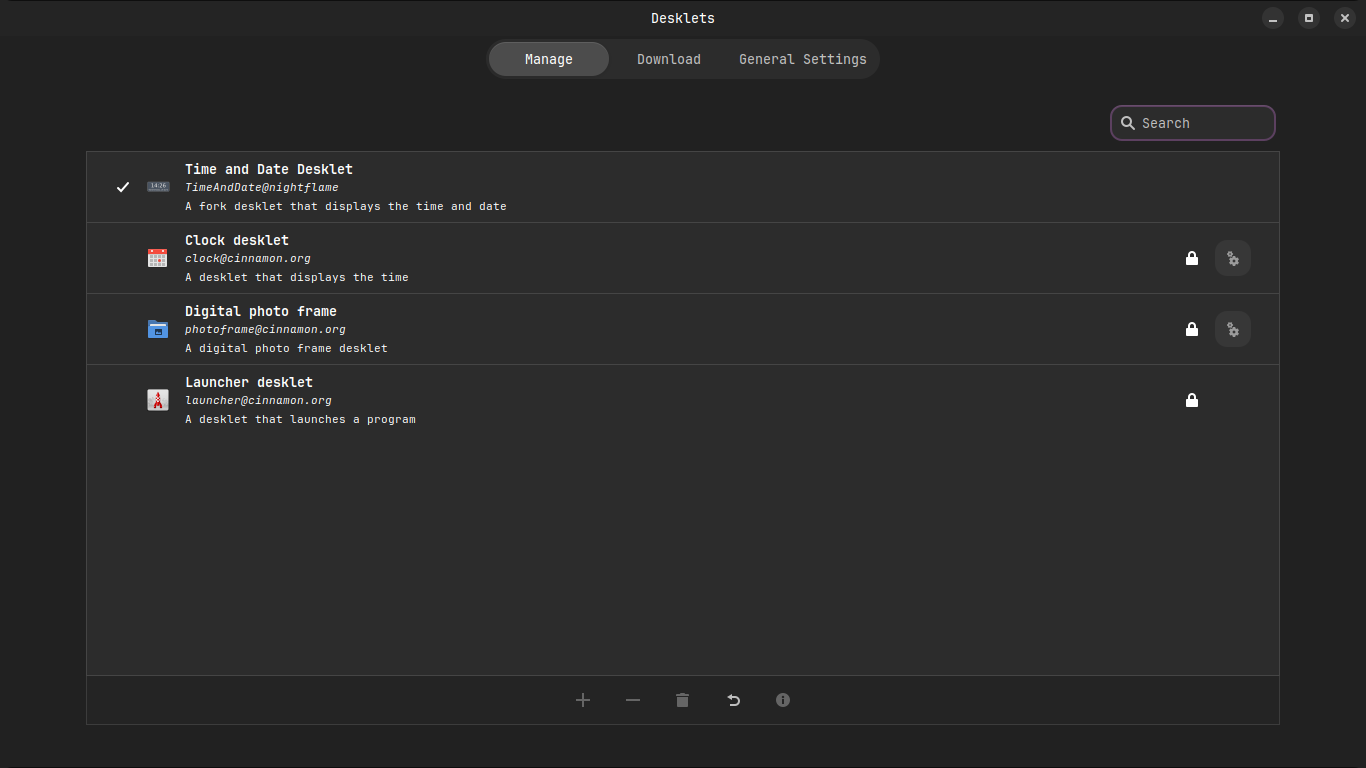 Desklets
Manage
Download
General Settings
Search
Time and Date Desklet
14:26
TimeAndDate@nightflame
A fork desklet that displays the time and date
Clock desklet
clock@cinnamon.org
A desklet that displays the time
Digital photo frame
photoframe@cinnamon.org
A digital photo frame desklet
Launcher desklet
launcher@cinnamon.org
A desklet that launches a program